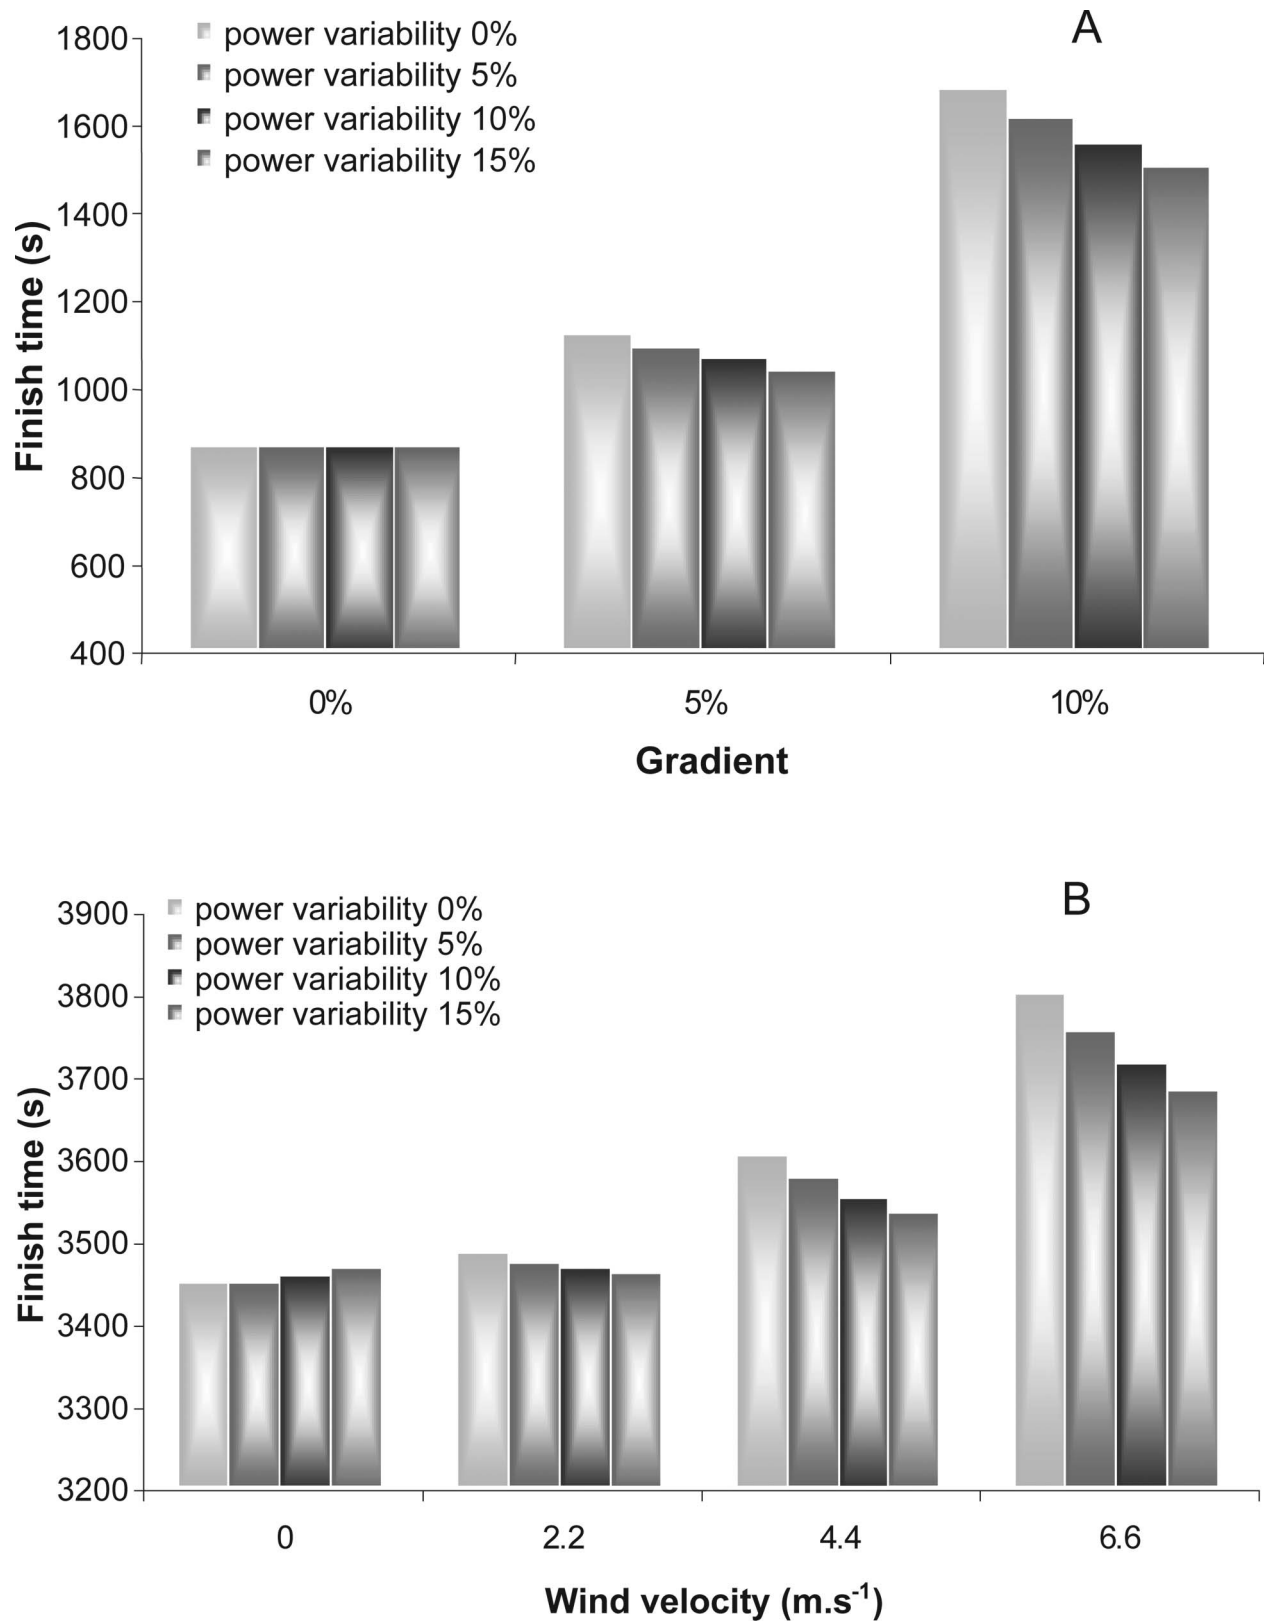 A
1800
1600
1400
1200
1000
800
600
400
Finish time (s)
power variability 0%
power variability 5%
power variability 10%
power variability 15%
0% 5% 10%
Gradient
B
3900
3800
3700
3600
3500
3400
3300
3200
Finish time (s)
power variability 0%
power variability 5%
power variability 10%
power variability 15%
0 2.2 4.4 6.6
Wind velocity (m.s⁻¹)